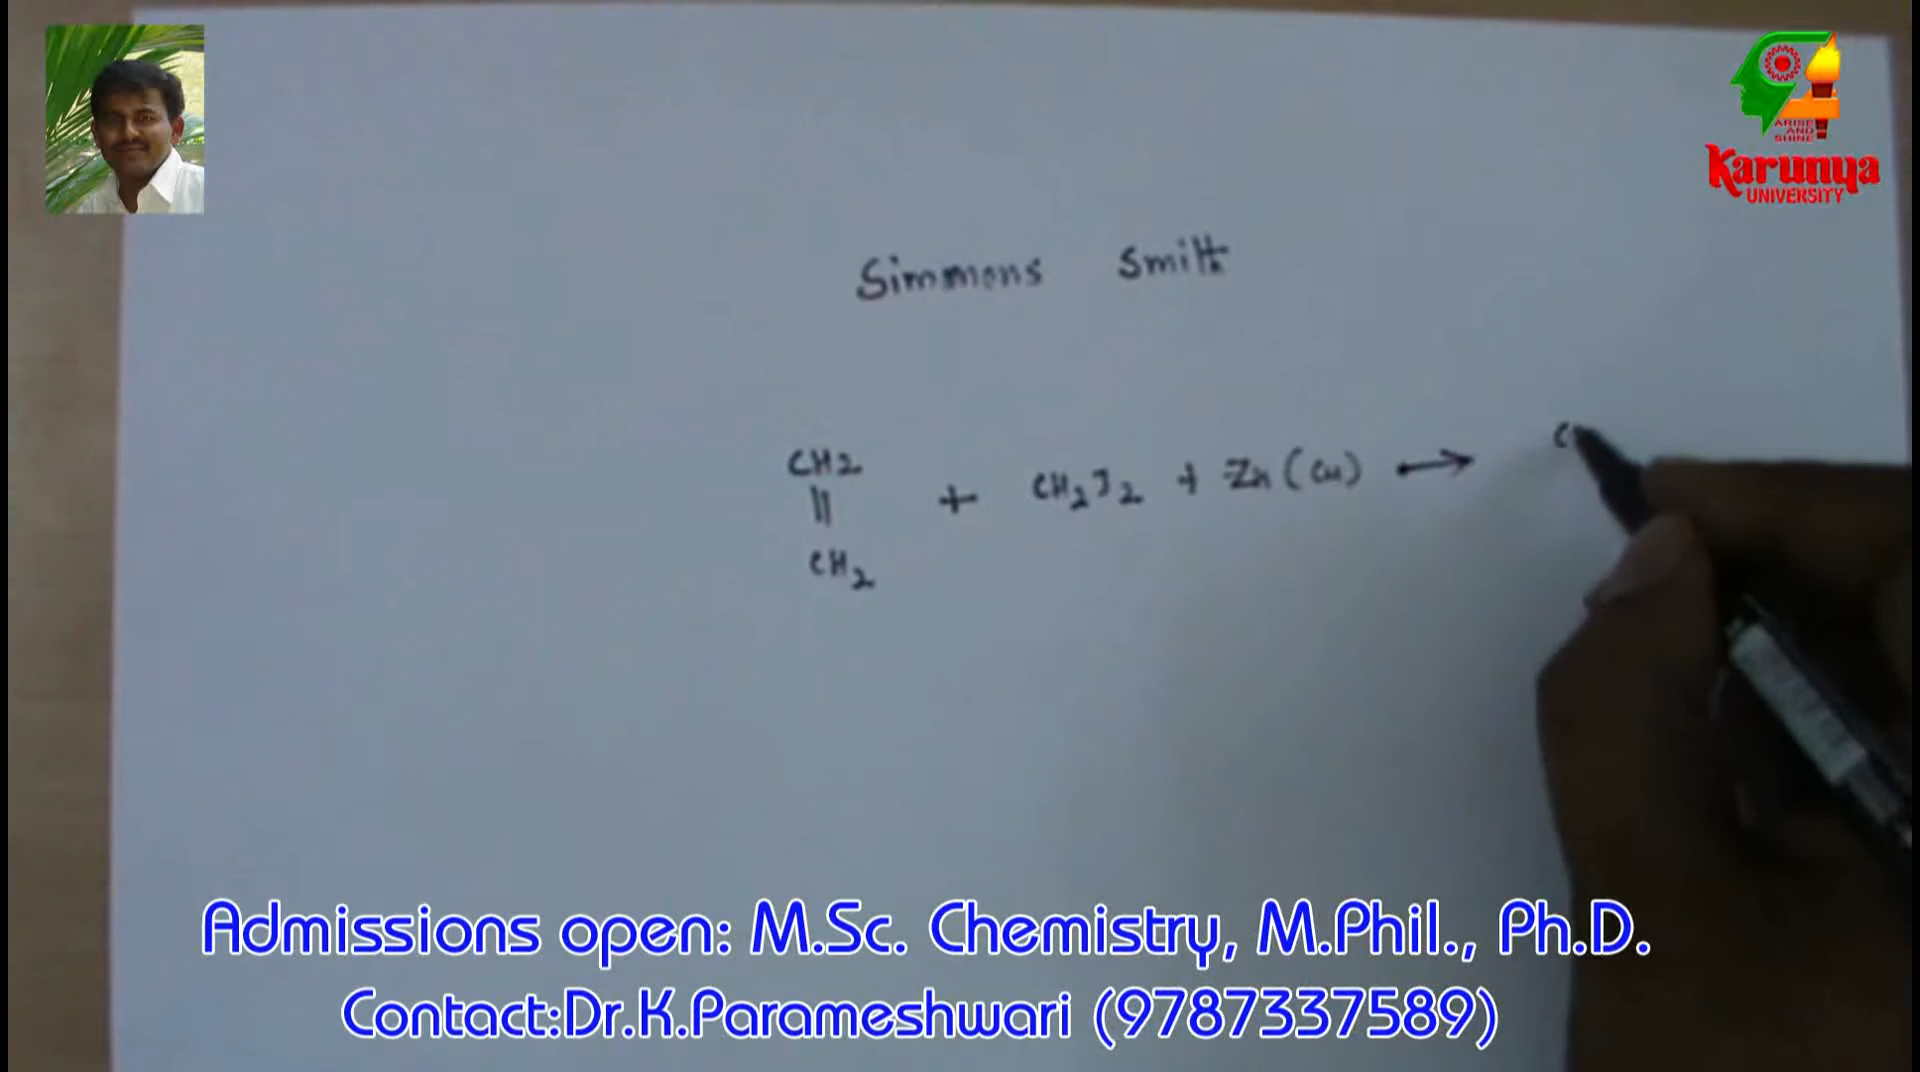 ARISE
AND
SHINE
Karunya
UNIVERSITY
Simmons Smith
CH2
||
CH2
+ CH2I2 + Zn (Cu) ⟶
C
Admissions open: M.Sc. Chemistry, M.Phil., Ph.D.
Contact:Dr.K.Parameshwari (9787337589)